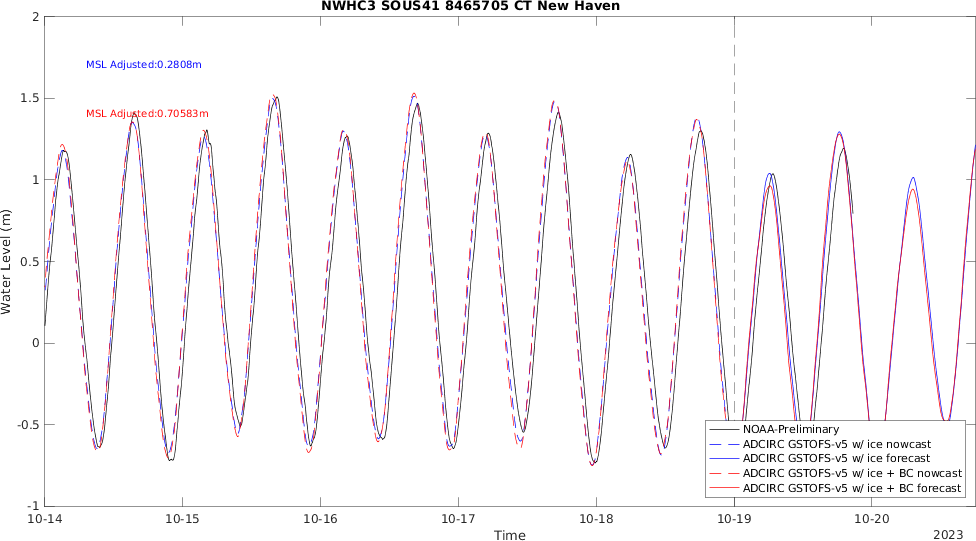 NWHC3 SOUS41 8465705 CT New Haven
2
1.5
1
0.5
0
-0.5
-1
Water Level (m)
MSL Adjusted:0.2808m
MSL Adjusted:0.70583m
NOAA-Preliminary
ADCIRC GSTOFS-v5 w/ ice nowcast
ADCIRC GSTOFS-v5 w/ ice forecast
ADCIRC GSTOFS-v5 w/ ice + BC nowcast
ADCIRC GSTOFS-v5 w/ ice + BC forecast
10-14 10-15 10-16 10-17 10-18 10-19 10-20
Time
2023